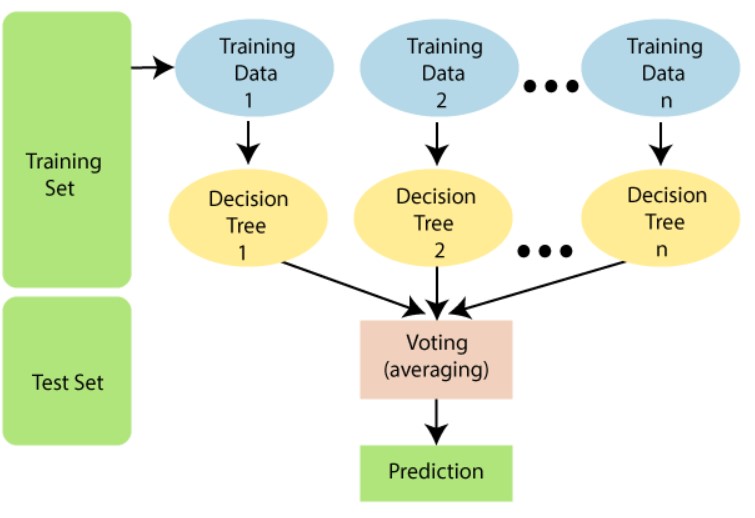 Training
Set
Training
Data
1
Training
Data
2
Training
Data
n
Decision
Tree
1
Decision
Tree
2
Decision
Tree
n
Test Set
Voting
(averaging)
Prediction